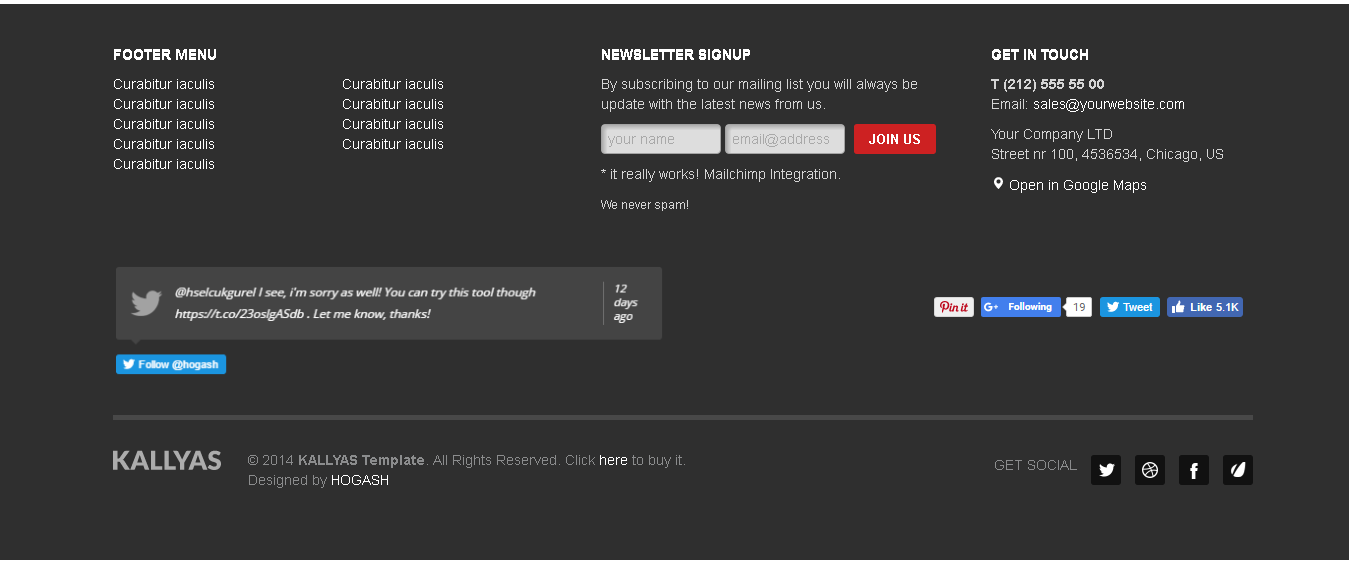 FOOTER MENU
Curabitur iaculis
Curabitur iaculis
Curabitur iaculis
Curabitur iaculis
Curabitur iaculis
Curabitur iaculis
Curabitur iaculis
Curabitur iaculis
Curabitur iaculis
NEWSLETTER SIGNUP
By subscribing to our mailing list you will always be
update with the latest news from us.
your name
email@address
JOIN US
* it really works! Mailchimp Integration.
We never spam!
GET IN TOUCH
T (212) 555 55 00
Email: sales@yourwebsite.com
Your Company LTD
Street nr 100, 4536534, Chicago, US
Open in Google Maps
@hselcukgurel I see, i'm sorry as well! You can try this tool though
https://t.co/23oslgASdb . Let me know, thanks!
12
days
ago
Follow @hogash
Pin it
G+ Following
19
Tweet
Like 5.1K
KALLYAS
© 2014 KALLYAS Template. All Rights Reserved. Click here to buy it.
Designed by HOGASH
GET SOCIAL